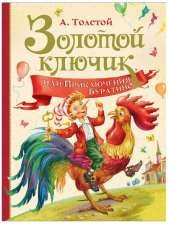 А. Толстой
Золотой
ключик,
или Приключения
Буратино